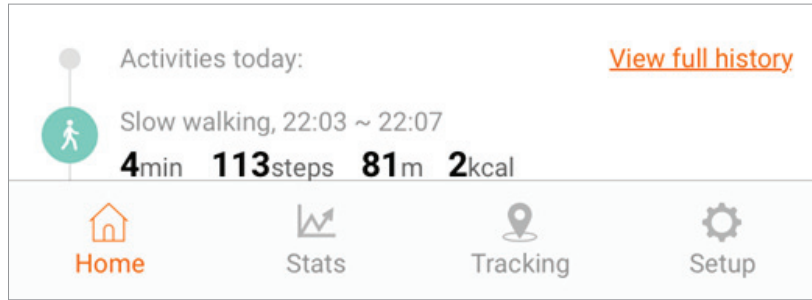 Activities today: View full history
Slow walking, 22:03 ~ 22:07
4min 113steps 81m 2kcal
Home Stats Tracking Setup